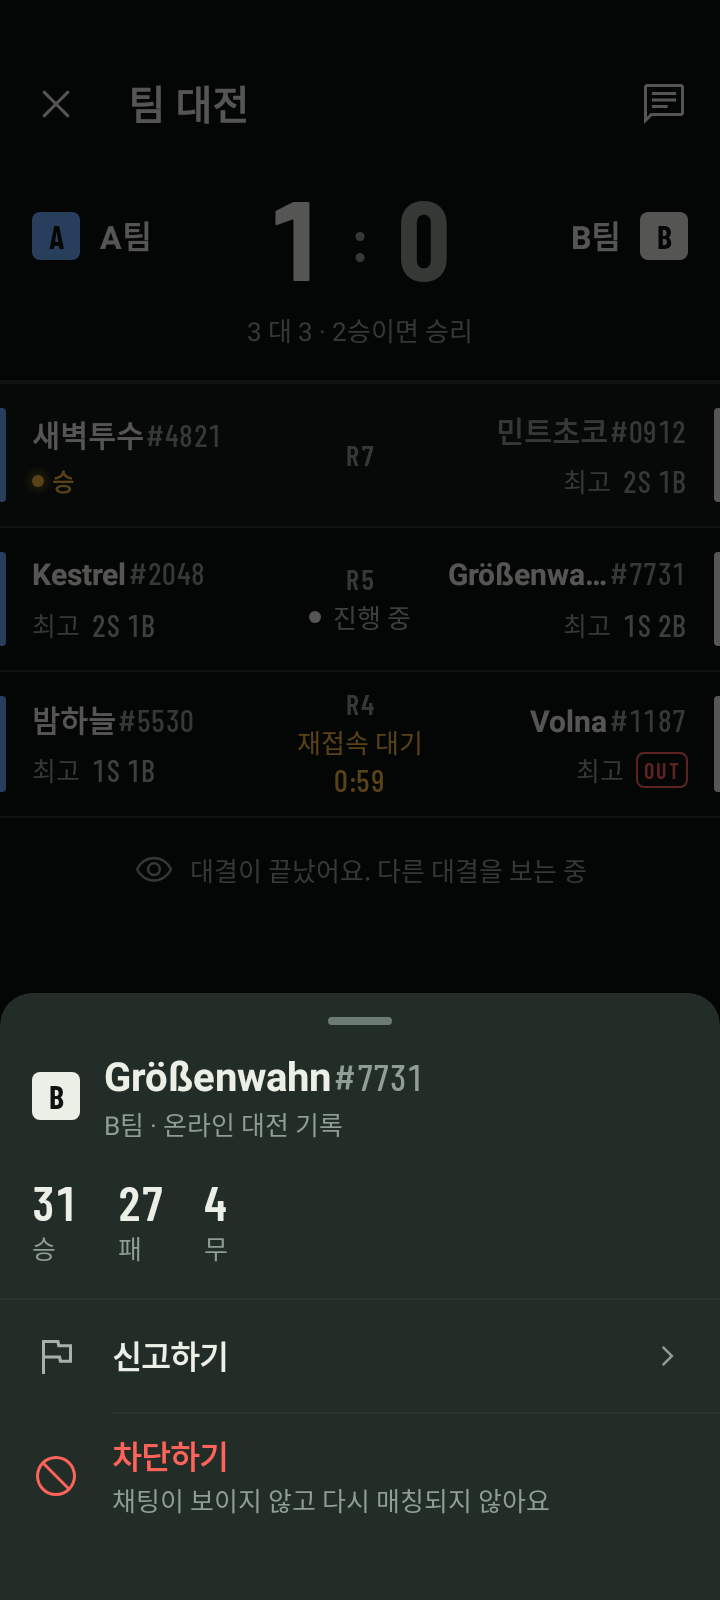 팀 대전
A A팀 1 : 0 B팀 B
3 대 3 · 2승이면 승리
새벽투수#4821 R7 민트초코#0912
승 최고 2S 1B
Kestrel#2048 R5 Größenwa...#7731
최고 2S 1B 진행 중 최고 1S 2B
밤하늘#5530 R4 Volna#1187
재접속 대기
최고 1S 1B 0:59 최고 OUT
대결이 끝났어요. 다른 대결을 보는 중
B Größenwahn#7731
B팀 · 온라인 대전 기록
31 27 4
승 패 무
신고하기
차단하기
채팅이 보이지 않고 다시 매칭되지 않아요